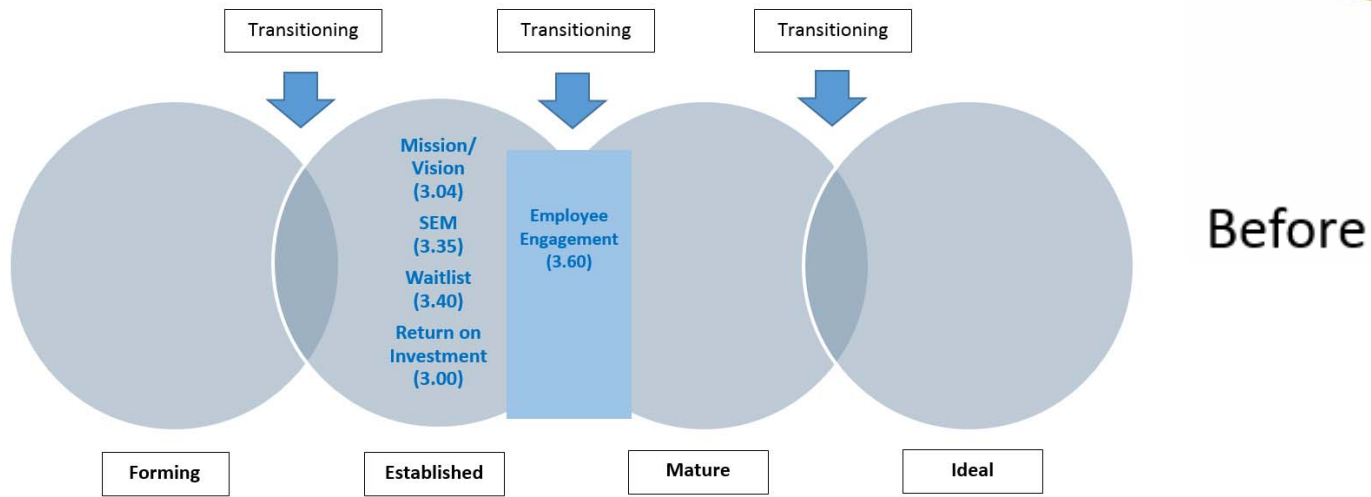 Transitioning
Transitioning
Transitioning
Mission/
Vision
(3.04)
SEM
(3.35)
Waitlist
(3.40)
Return on
Investment
(3.00)
Employee
Engagement
(3.60)
Before
Forming
Established
Mature
Ideal